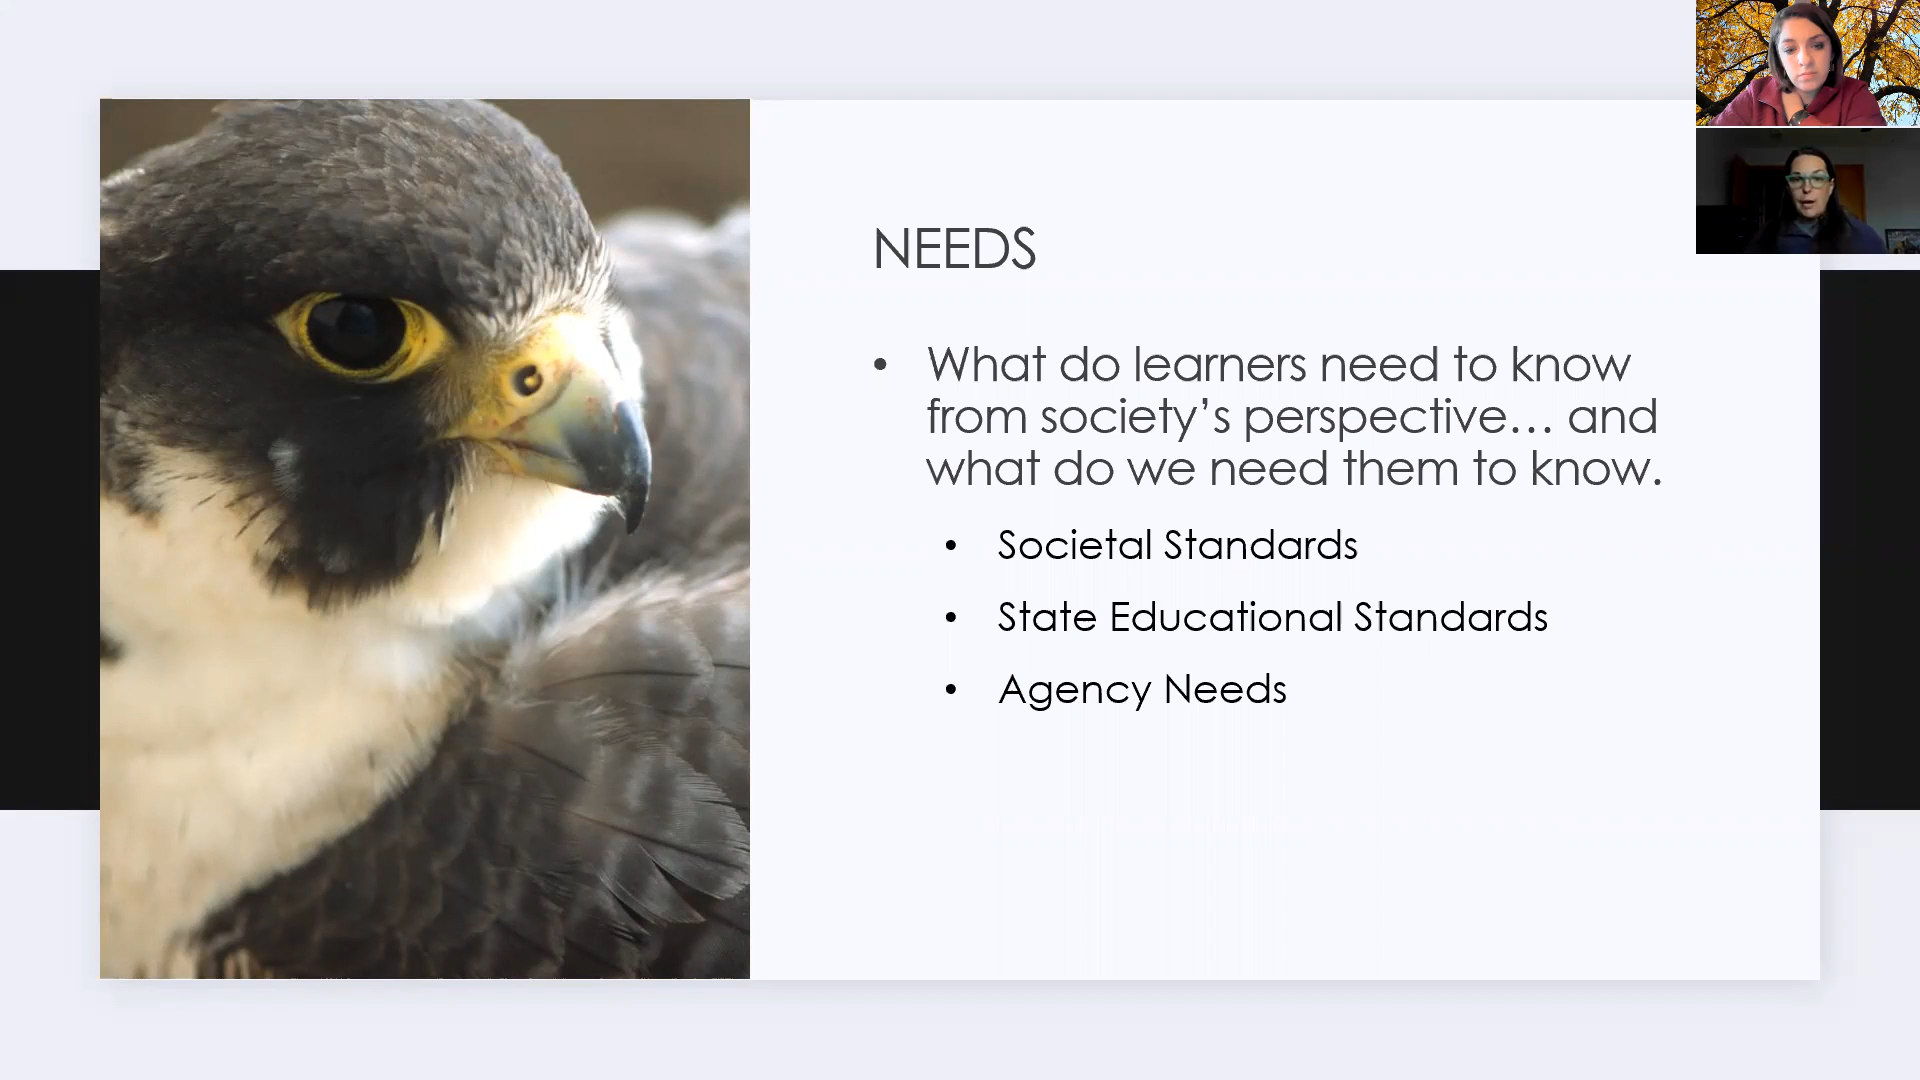 NEEDS
• What do learners need to know
from society’s perspective… and
what do we need them to know.
• Societal Standards
• State Educational Standards
• Agency Needs